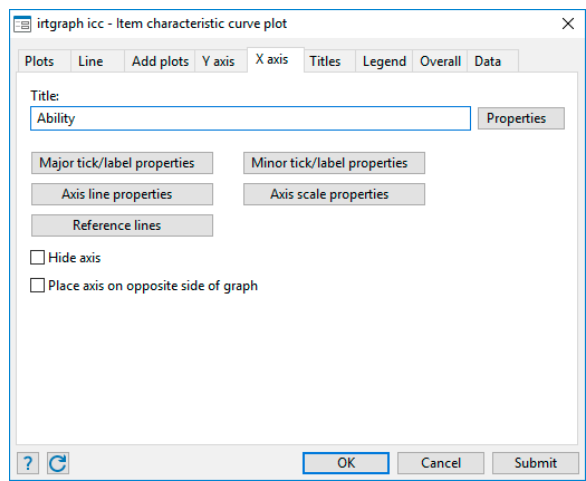 irtgraph icc - Item characteristic curve plot
Plots Line Add plots Y axis X axis Titles Legend Overall Data
Title:
Ability Properties
Major tick/label properties Minor tick/label properties
Axis line properties Axis scale properties
Reference lines
Hide axis
Place axis on opposite side of graph
? OK Cancel Submit